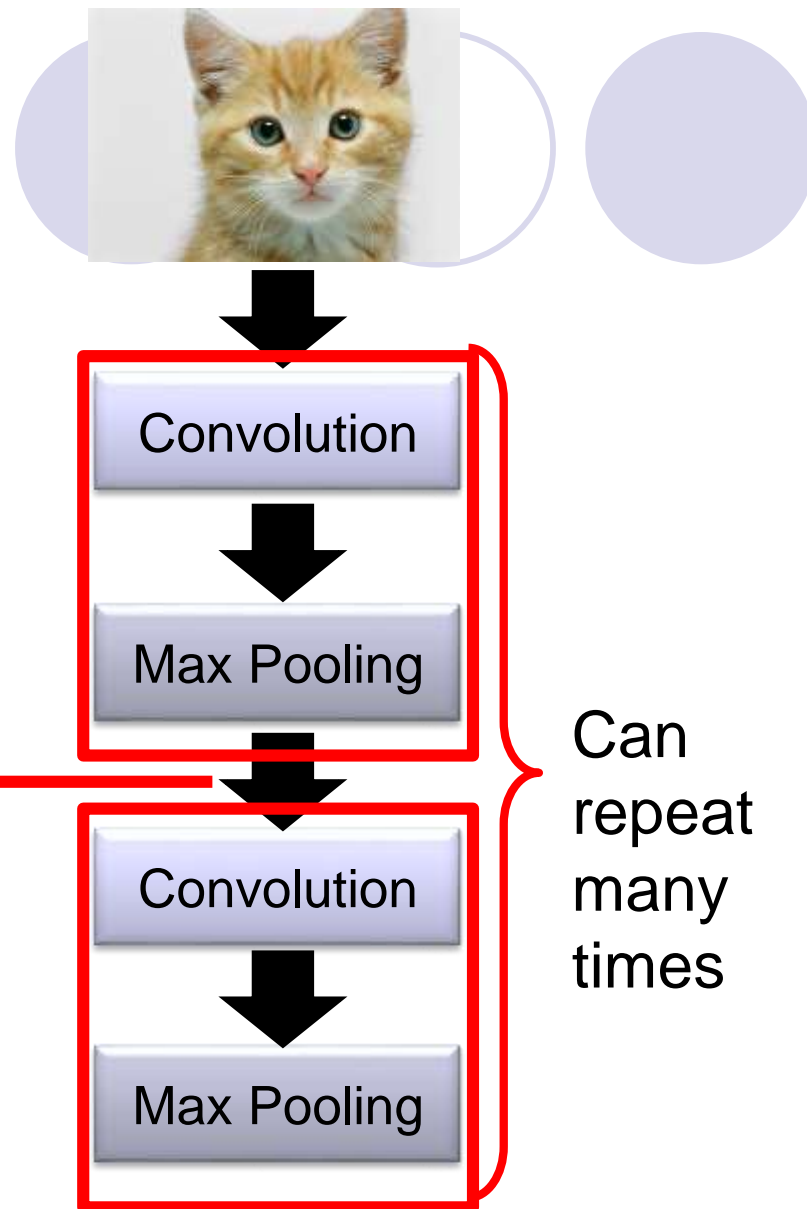 Convolution
Max Pooling
Can
repeat
many
times
Convolution
Max Pooling